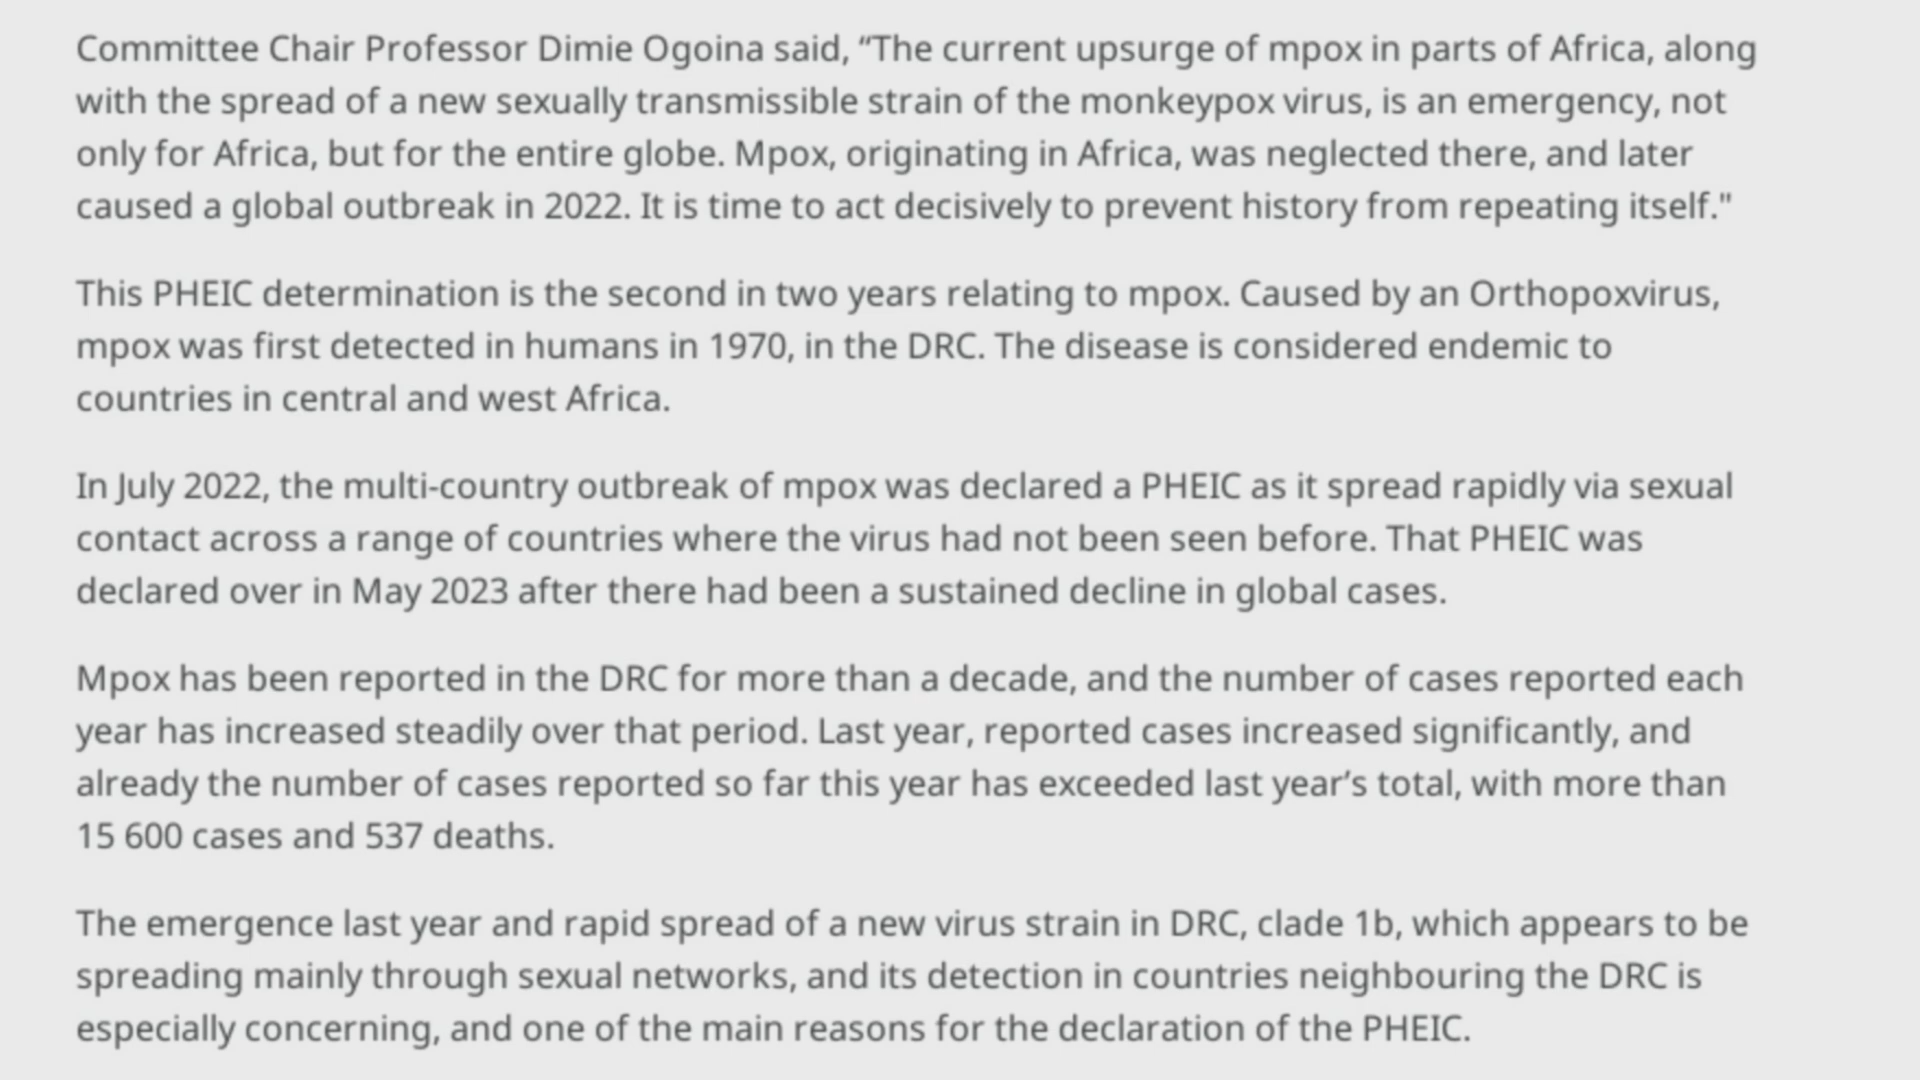 Committee Chair Professor Dimie Ogoina said, “The current upsurge of mpox in parts of Africa, along
with the spread of a new sexually transmissible strain of the monkeypox virus, is an emergency, not
only for Africa, but for the entire globe. Mpox, originating in Africa, was neglected there, and later
caused a global outbreak in 2022. It is time to act decisively to prevent history from repeating itself."
This PHEIC determination is the second in two years relating to mpox. Caused by an Orthopoxvirus,
mpox was first detected in humans in 1970, in the DRC. The disease is considered endemic to
countries in central and west Africa.
In July 2022, the multi-country outbreak of mpox was declared a PHEIC as it spread rapidly via sexual
contact across a range of countries where the virus had not been seen before. That PHEIC was
declared over in May 2023 after there had been a sustained decline in global cases.
Mpox has been reported in the DRC for more than a decade, and the number of cases reported each
year has increased steadily over that period. Last year, reported cases increased significantly, and
already the number of cases reported so far this year has exceeded last year’s total, with more than
15 600 cases and 537 deaths.
The emergence last year and rapid spread of a new virus strain in DRC, clade 1b, which appears to be
spreading mainly through sexual networks, and its detection in countries neighbouring the DRC is
especially concerning, and one of the main reasons for the declaration of the PHEIC.